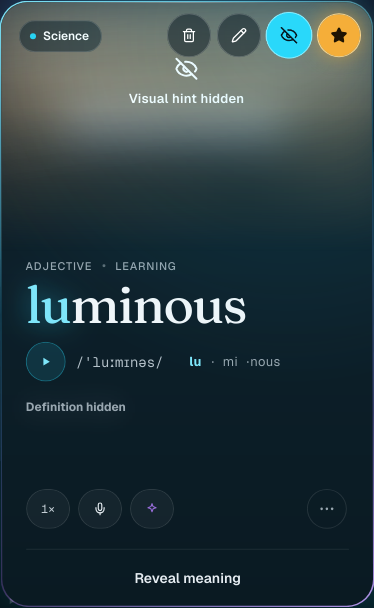 Science
Visual hint hidden
ADJECTIVE • LEARNING
luminous
/ˈluːmɪnəs/ lu · mi ·nous
Definition hidden
1×
Reveal meaning